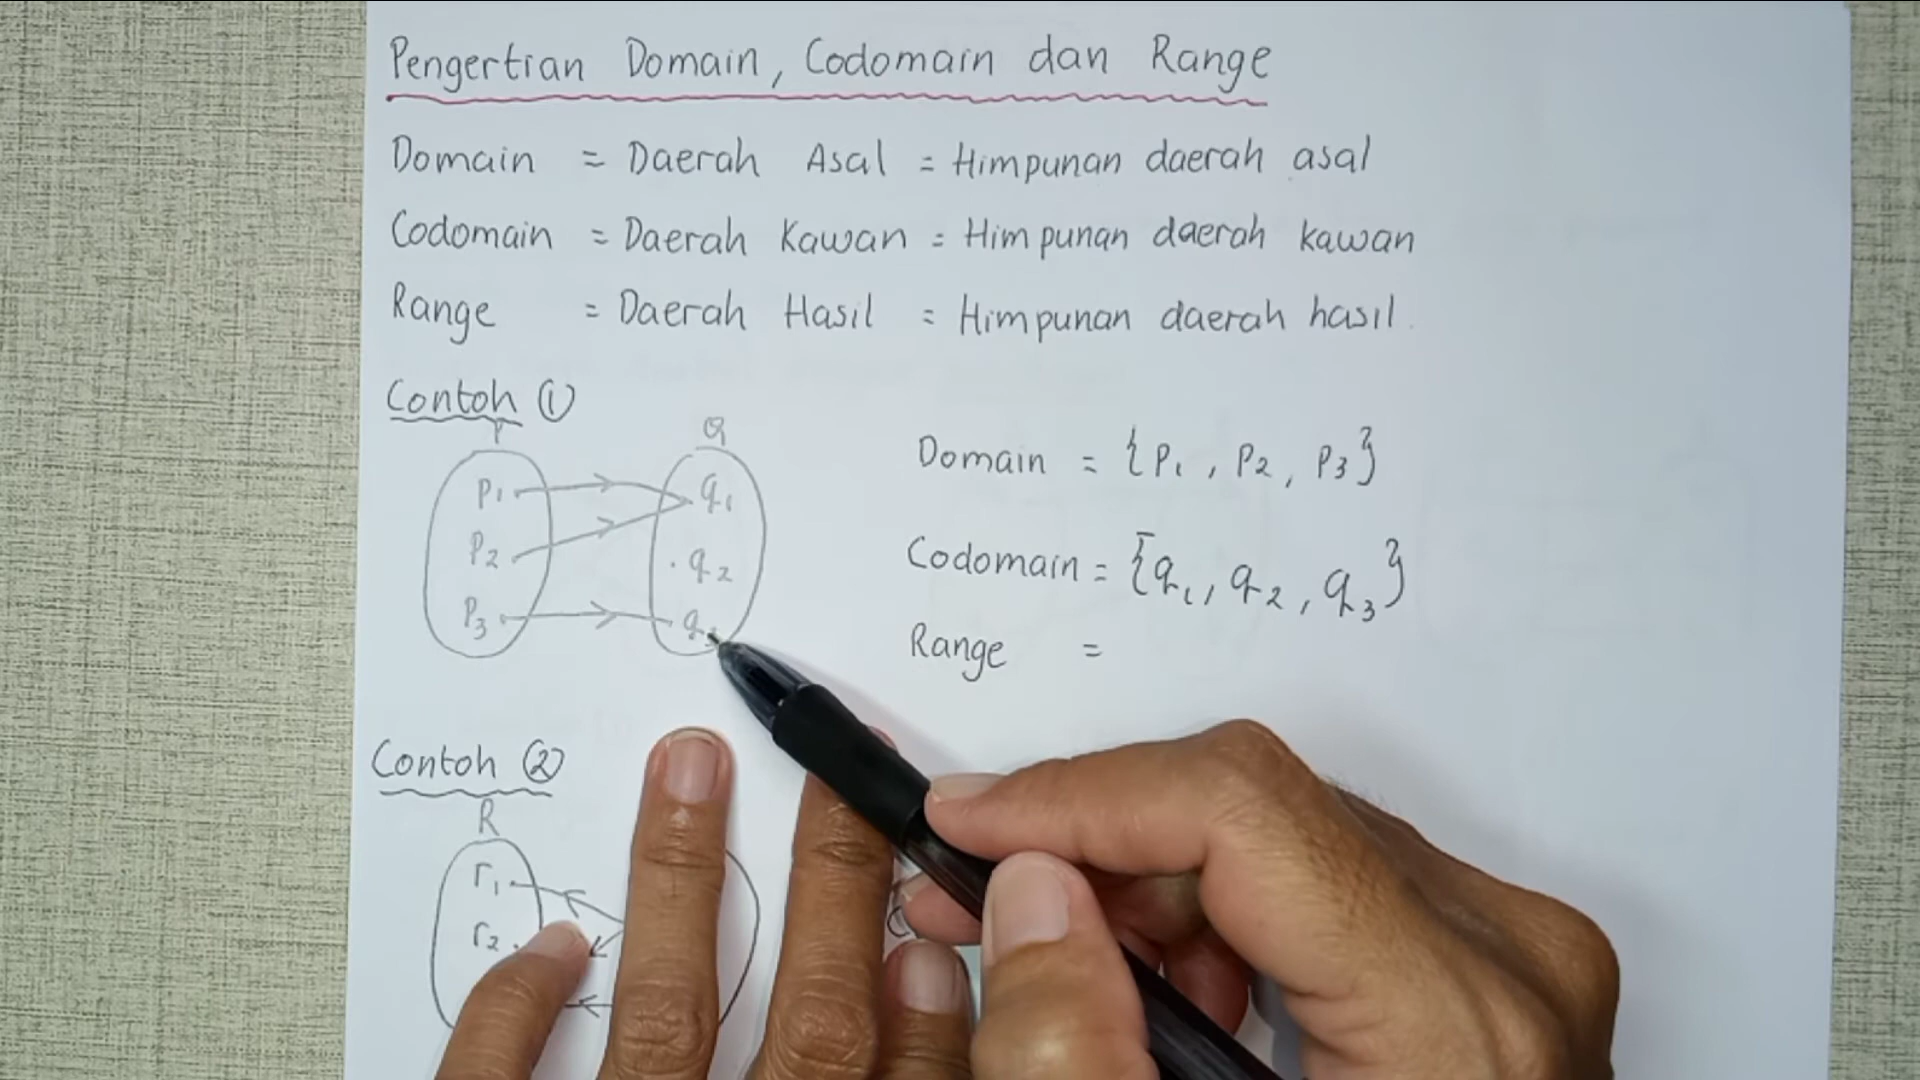 Pengertian Domain, Codomain dan Range
Domain = Daerah Asal = Himpunan daerah asal
Codomain = Daerah Kawan = Himpunan daerah kawan
Range = Daerah Hasil = Himpunan daerah hasil
Contoh ①
P Q
p₁ q₁
p₂ q₂
p₃
Domain = {p₁, p₂, p₃}
Codomain = {q₁, q₂, q₃}
Range =
Contoh ②
R
r₁
r₂